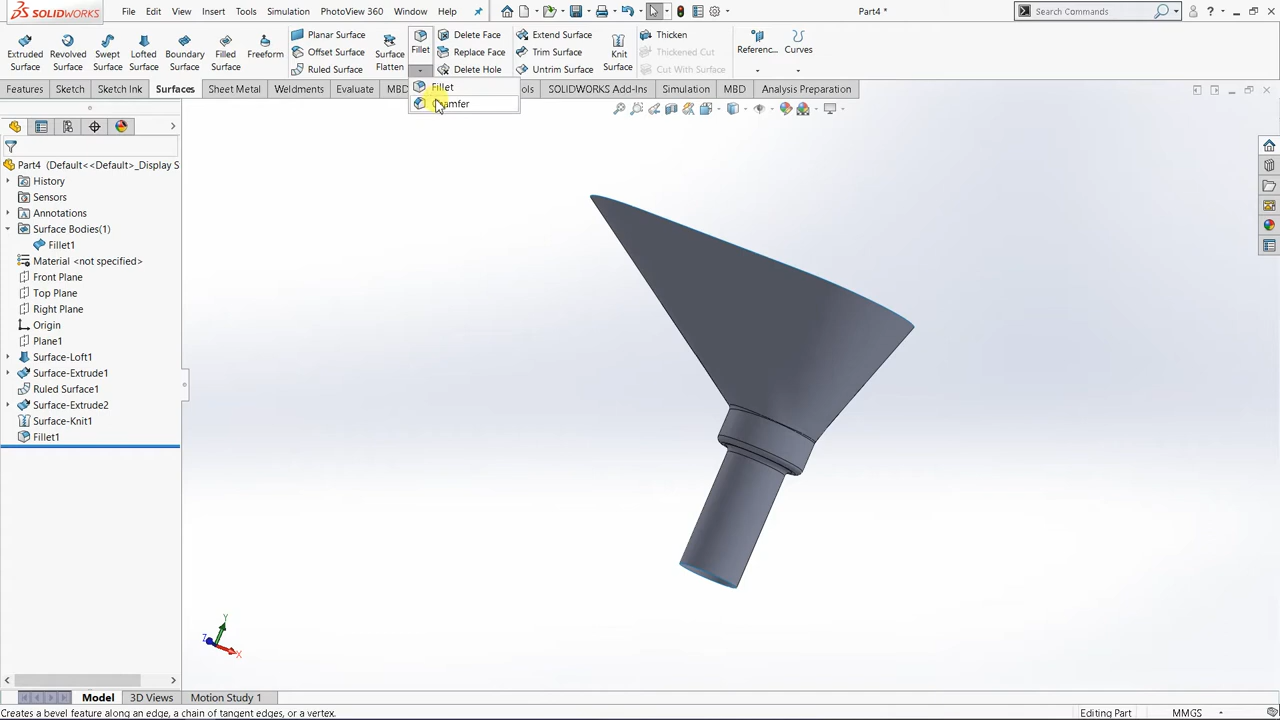 SOLIDWORKS File Edit View Insert Tools Simulation PhotoView 360 Window Help Part4 * Search Commands
Extruded Surface
Revolved Surface
Swept Surface
Lofted Surface
Boundary Surface
Filled Surface
Freeform
Planar Surface
Offset Surface
Ruled Surface
Surface Flatten
Fillet
Delete Face
Replace Face
Delete Hole
Extend Surface
Trim Surface
Untrim Surface
Knit Surface
Thicken
Thickened Cut
Cut With Surface
Referenc...
Curves
Features Sketch Sketch Ink Surfaces Sheet Metal Weldments Evaluate MBD SOLIDWORKS Add-Ins Simulation MBD Analysis Preparation
Fillet
Chamfer
Part4 (Default<<Default>_Display S
History
Sensors
Annotations
Surface Bodies(1)
Fillet1
Material <not specified>
Front Plane
Top Plane
Right Plane
Origin
Plane1
Surface-Loft1
Surface-Extrude1
Ruled Surface1
Surface-Extrude2
Surface-Knit1
Fillet1
Y
Z
X
Model 3D Views Motion Study 1
Creates a bevel feature along an edge, a chain of tangent edges, or a vertex. Editing Part MMGS